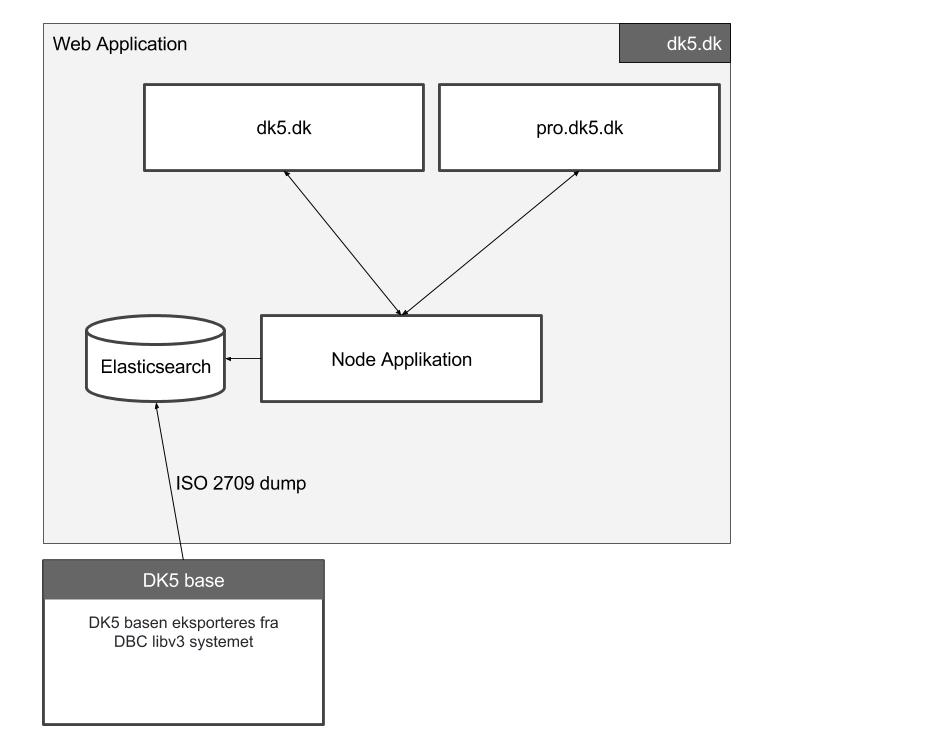 Web Application
dk5.dk
dk5.dk
pro.dk5.dk
Elasticsearch
Node Applikation
ISO 2709 dump
DK5 base
DK5 basen eksporteres fra
DBC libv3 systemet